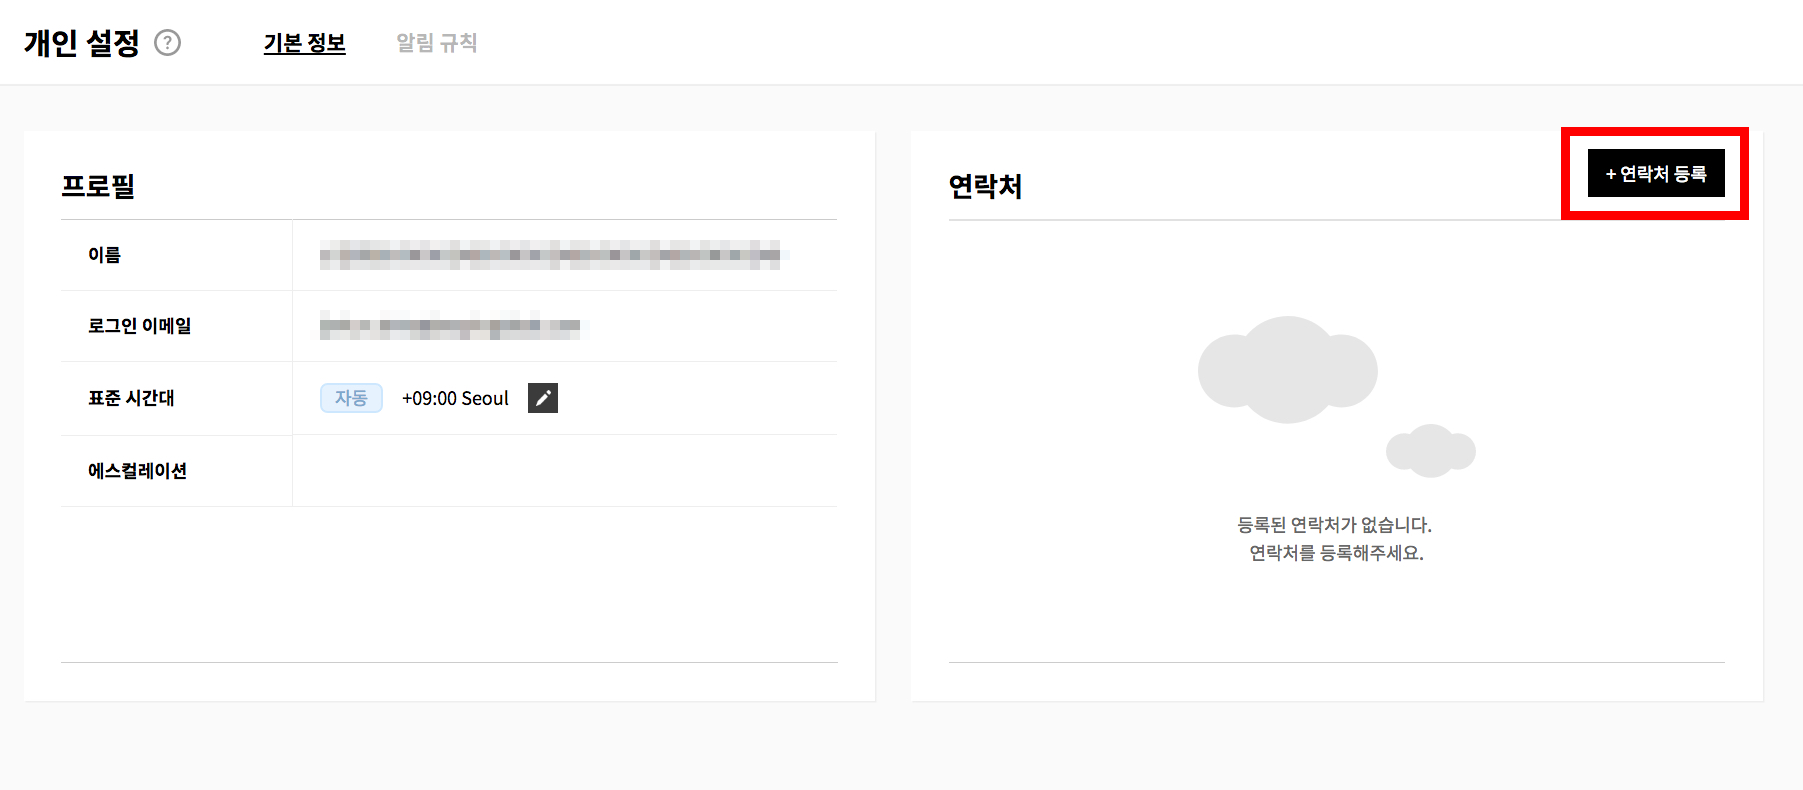 개인 설정 ?
기본 정보
알림 규칙
프로필
이름
로그인 이메일
표준 시간대
자동 +09:00 Seoul
에스컬레이션
연락처
+ 연락처 등록
등록된 연락처가 없습니다.
연락처를 등록해주세요.